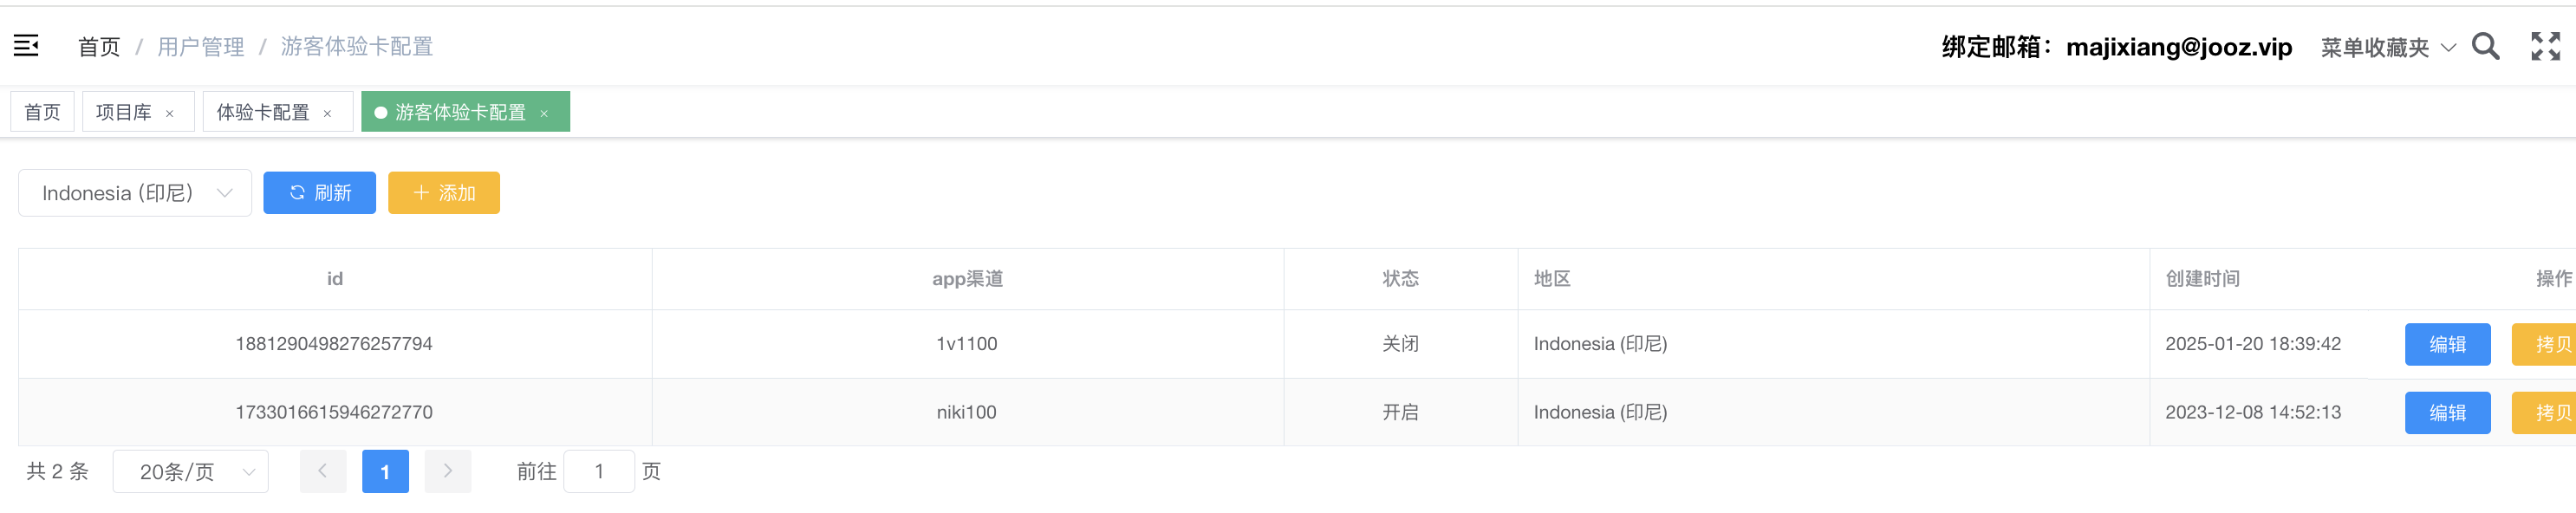 首页 / 用户管理 / 游客体验卡配置 绑定邮箱：majixiang@jooz.vip 菜单收藏夹
首页 项目库 × 体验卡配置 × 游客体验卡配置 ×
Indonesia (印尼) 刷新 + 添加
id app渠道 状态 地区 创建时间 操作
1881290498276257794 1v1100 关闭 Indonesia (印尼) 2025-01-20 18:39:42 编辑 拷贝
1733016615946272770 niki100 开启 Indonesia (印尼) 2023-12-08 14:52:13 编辑 拷贝
共 2 条 20条/页 < 1 > 前往 1 页